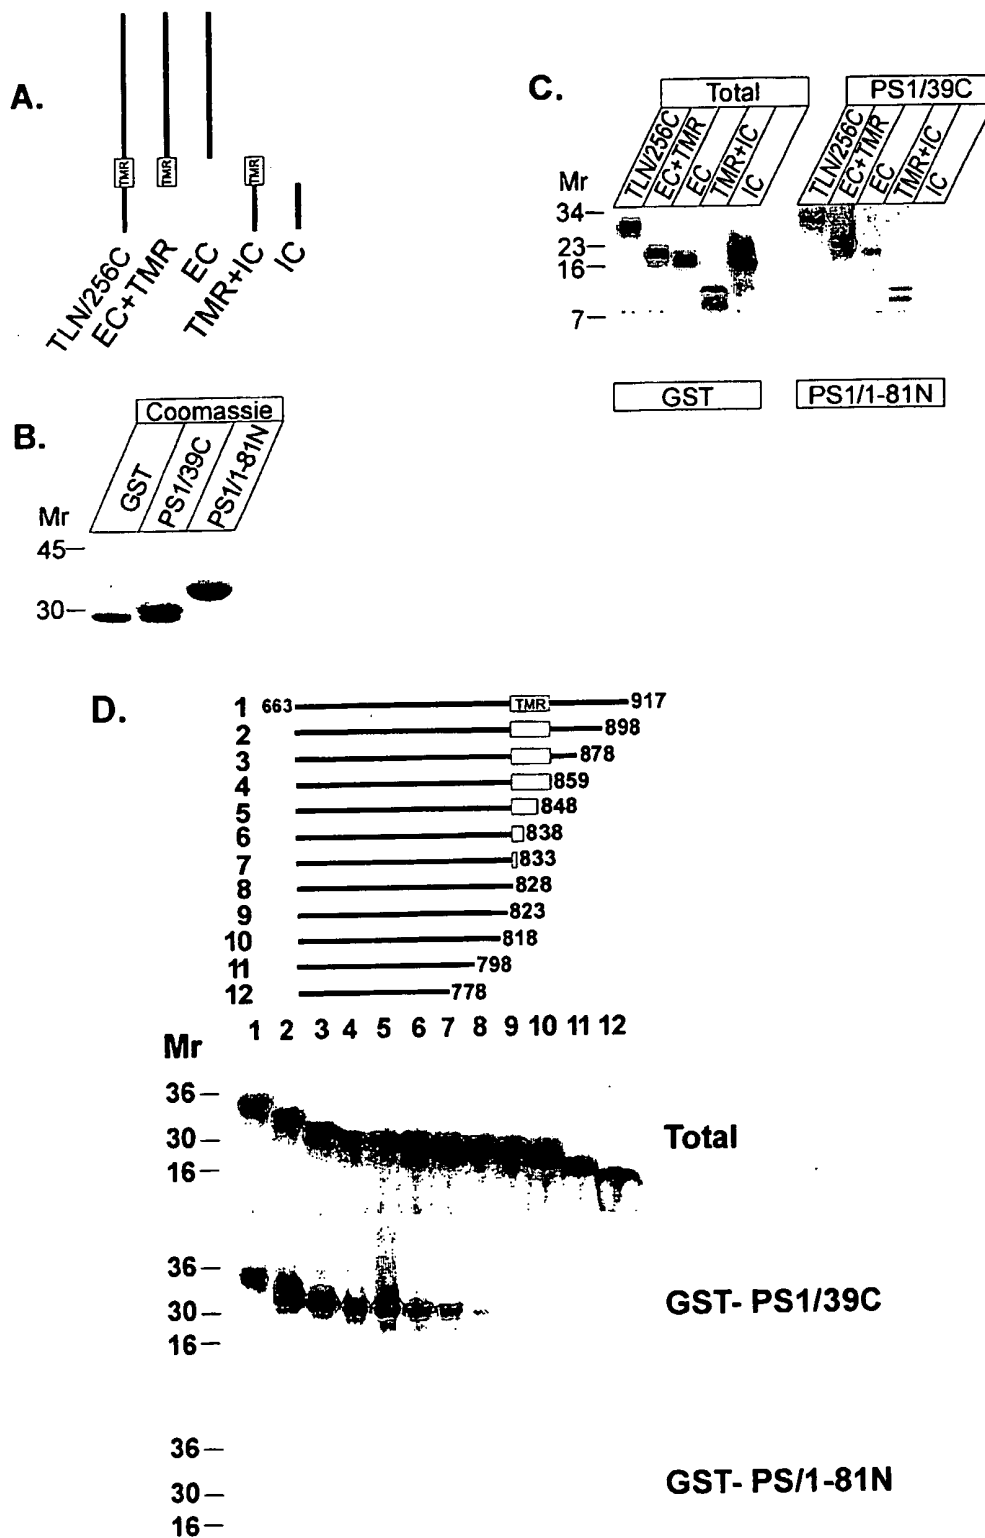 A.
TMR
TMR
TMR
TLN/256C
EC+TMR
EC
TMR+IC
IC
B.
Coomassie
GST
PS1/39C
PS1/1-81N
Mr
45
30
C.
Total
PS1/39C
TLN/256C
EC+TMR
EC
TMR+IC
IC
TLN/256C
EC+TMR
EC
TMR+IC
IC
Mr
34
23
16
7
GST
PS1/1-81N
D.
1 663 TMR 917
2 898
3 878
4 859
5 848
6 838
7 833
8 828
9 823
10 818
11 798
12 778
1 2 3 4 5 6 7 8 9 10 11 12
Mr
36
30
16
Total
36
30
16
GST- PS1/39C
36
30
16
GST- PS/1-81N